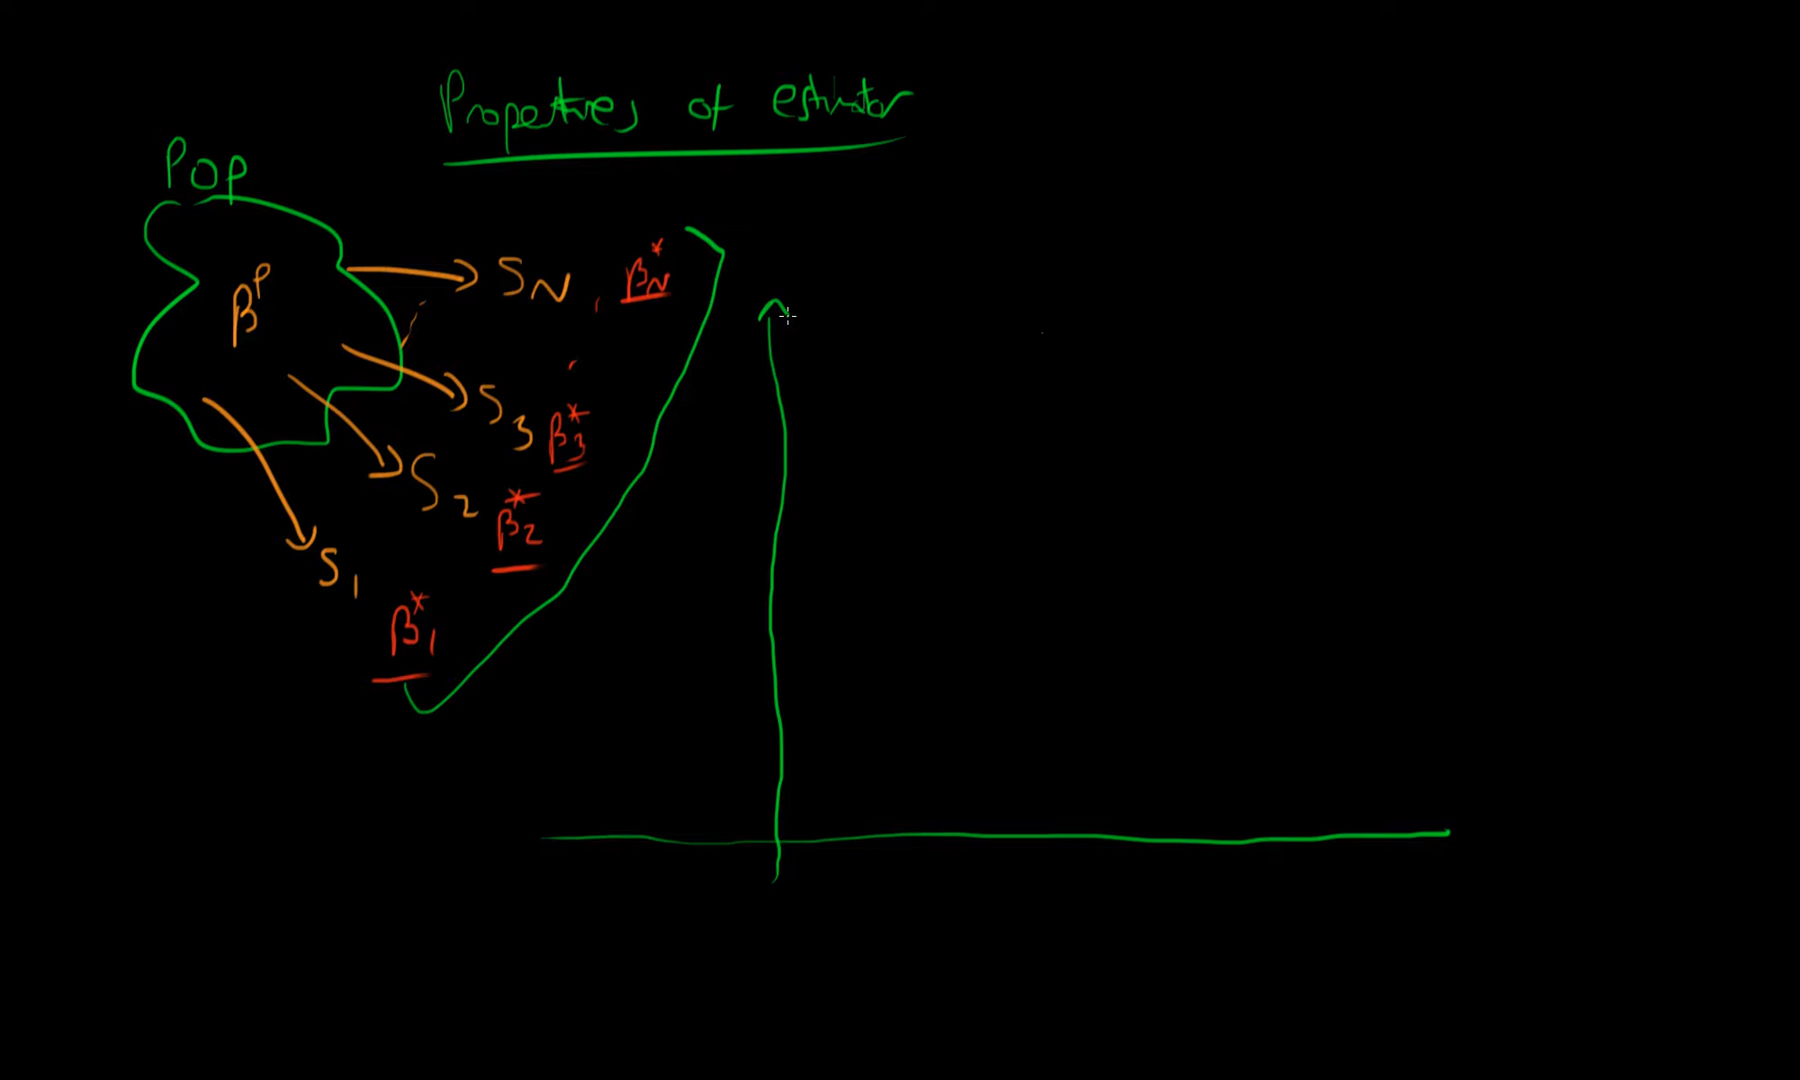 Properties of estimator
Pop
β^P
S_N β*_N
S_3 β*_3
S_2 β*_2
S_1 β*_1